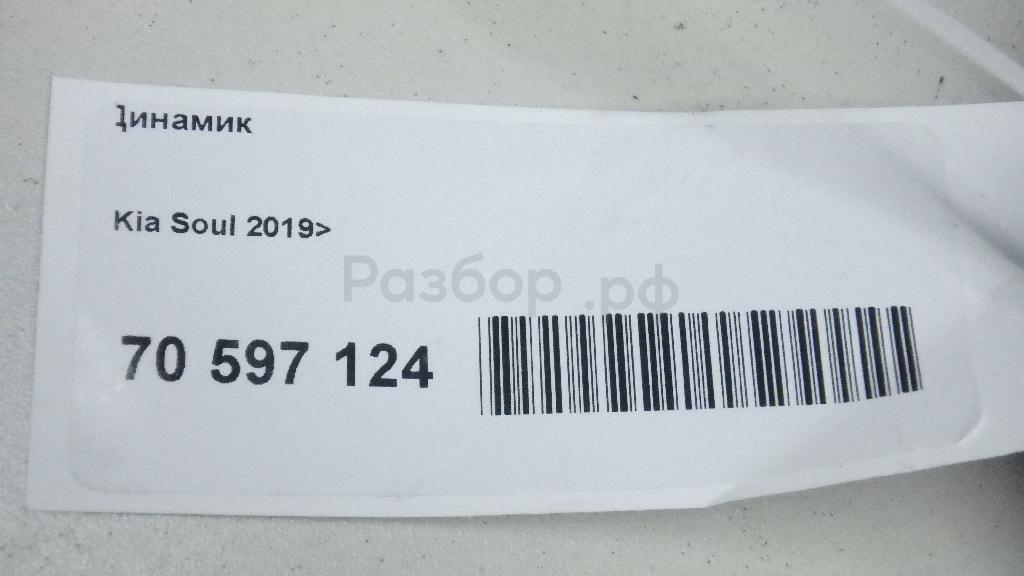 Динамик
Kia Soul 2019>
Разбор.рф
70 597 124